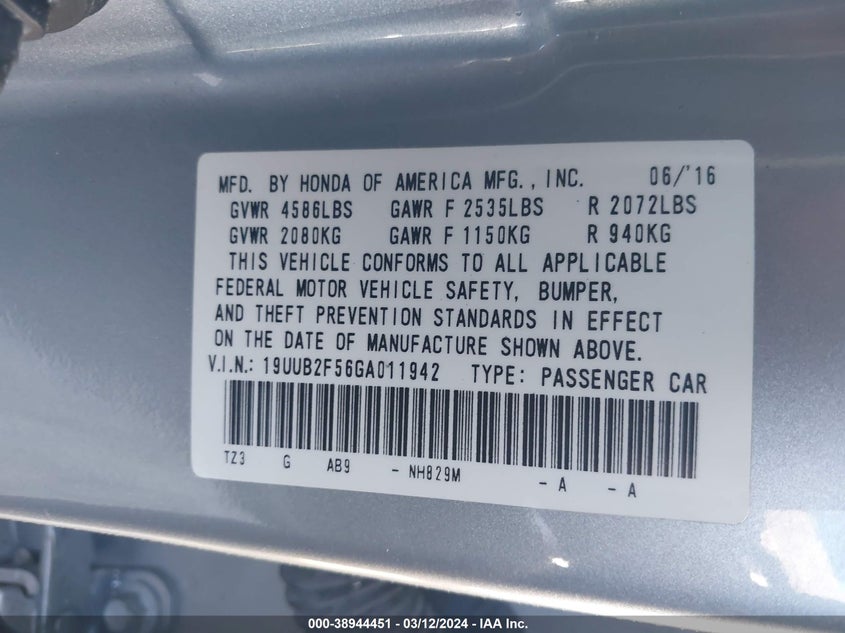 MFD. BY HONDA OF AMERICA MFG., INC. 06/'16
GVWR 4586LBS GAWR F 2535LBS R 2072LBS
GVWR 2080KG GAWR F 1150KG R 940KG
THIS VEHICLE CONFORMS TO ALL APPLICABLE
FEDERAL MOTOR VEHICLE SAFETY, BUMPER,
AND THEFT PREVENTION STANDARDS IN EFFECT
ON THE DATE OF MANUFACTURE SHOWN ABOVE.
V.I.N.: 19UUB2F56GA011942 TYPE: PASSENGER CAR
TZ3 G AB9 - NH829M - A - A
000-38944451 - 03/12/2024 - IAA Inc.